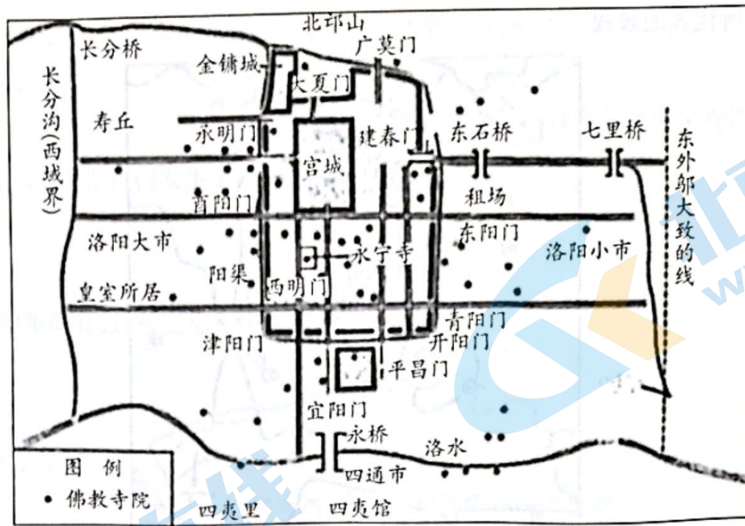 北邙山
长分桥
广莫门
金镛城
大夏门
长分沟(西域界)
寿丘
永明门
建春门
东石桥
七里桥
宫城
东外郭大致的线
酉阳门
租场
洛阳大市
东阳门
阳渠
永宁寺
洛阳小市
西明门
皇室所居
青阳门
津阳门
开阳门
平昌门
宜阳门
永桥
洛水
图 例
四通市
佛教寺院
四夷里
四夷馆